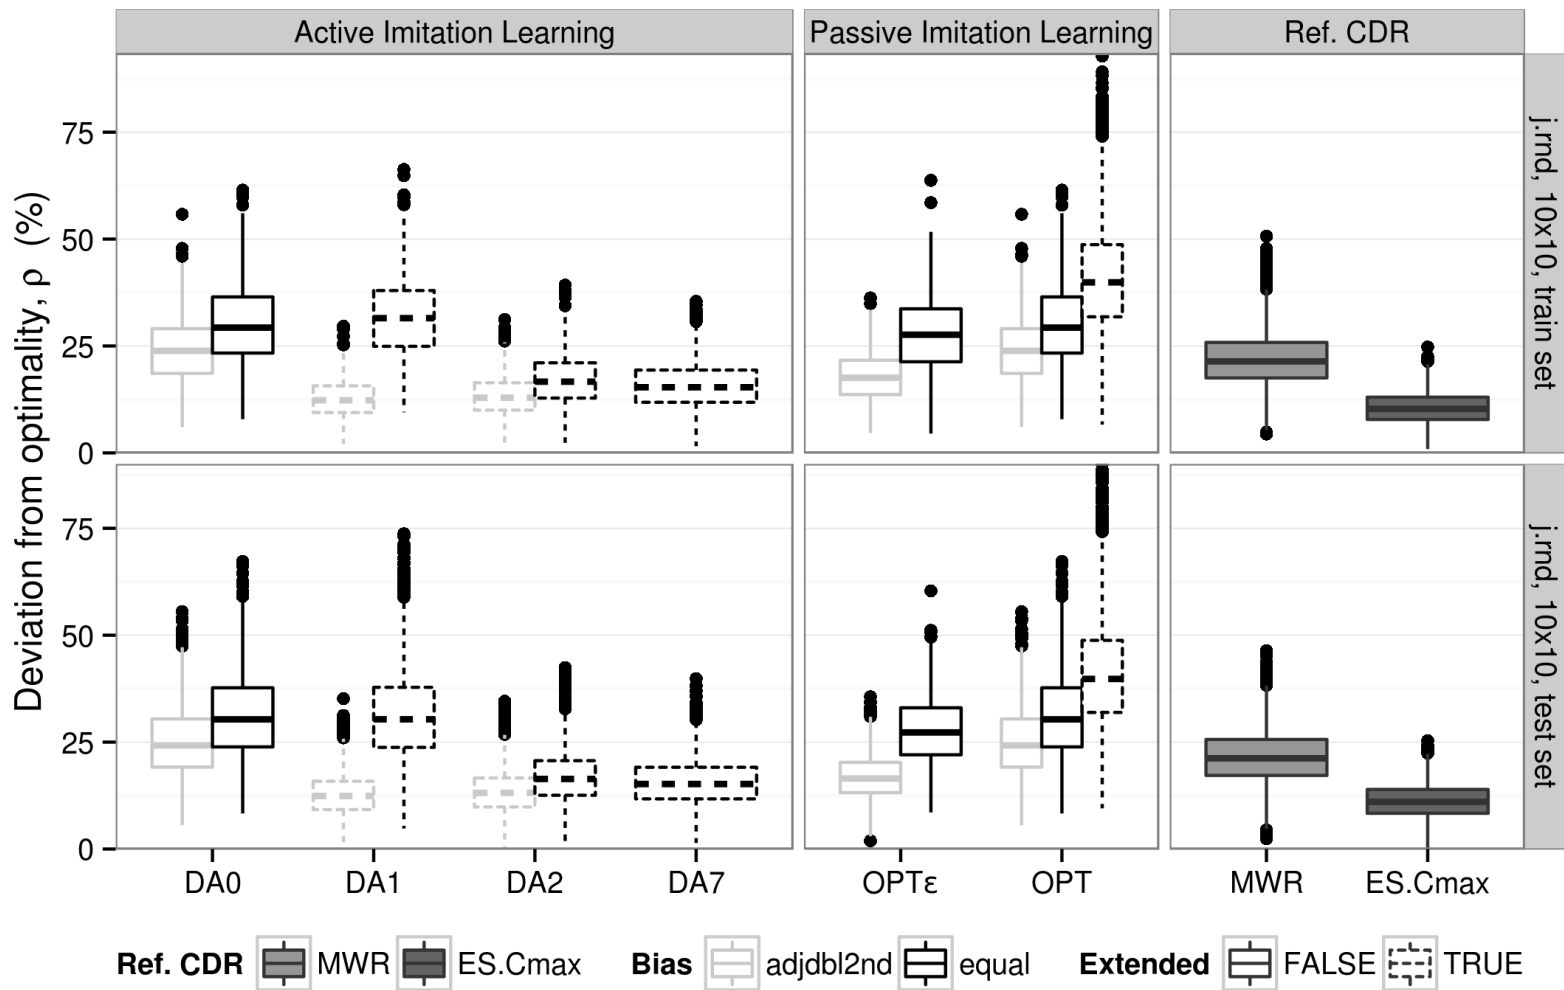 Active Imitation Learning
Passive Imitation Learning
Ref. CDR
Deviation from optimality, ρ (%)
75
50
25
0
j.rnd, 10x10, train set
75
50
25
0
j.rnd, 10x10, test set
DA0 DA1 DA2 DA7 OPTε OPT MWR ES.Cmax
Ref. CDR MWR ES.Cmax Bias adjdbl2nd equal Extended FALSE TRUE